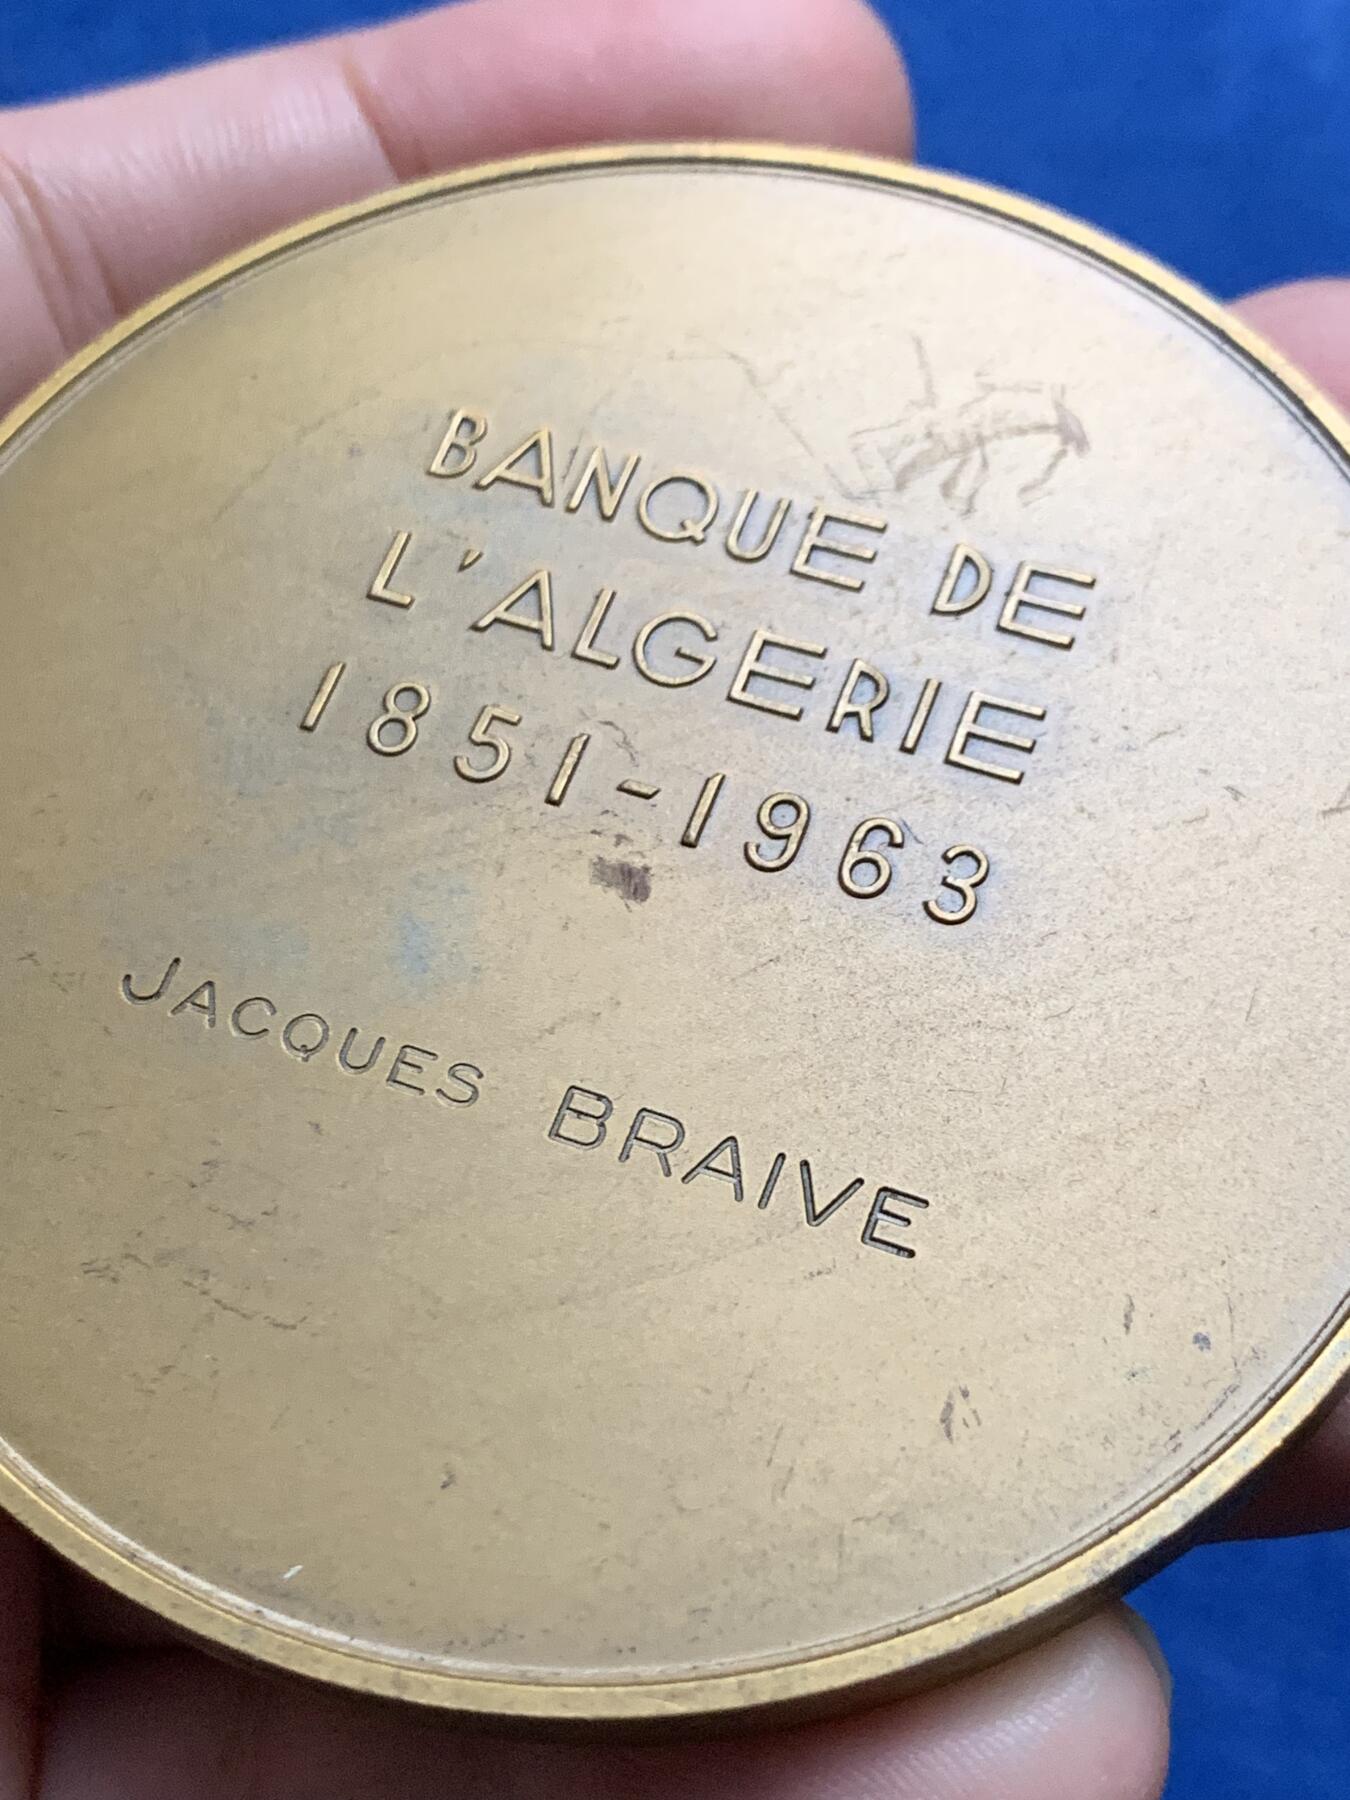 BANQUE DE
L'ALGERIE
1851-1963
JACQUES BRAIVE